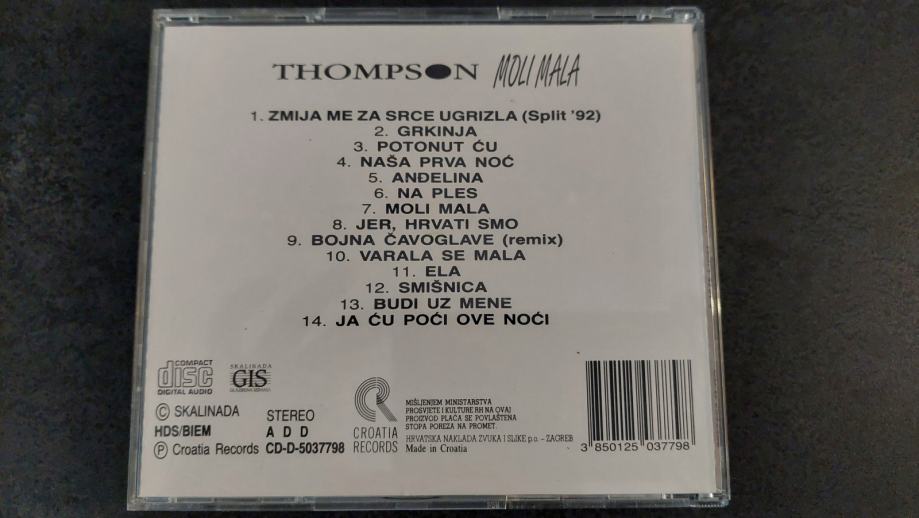 THOMPSON MOLI MALA
1. ZMIJA ME ZA SRCE UGRIZLA (Split '92)
2. GRKINJA
3. POTONUT ĆU
4. NAŠA PRVA NOĆ
5. ANĐELINA
6. NA PLES
7. MOLI MALA
8. JER, HRVATI SMO
9. BOJNA ČAVOGLAVE (remix)
10. VARALA SE MALA
11. ELA
12. SMIŠNICA
13. BUDI UZ MENE
14. JA ĆU POĆI OVE NOĆI
COMPACT
disc
DIGITAL AUDIO
SKALINADA
GIS
© SKALINADA
HDS/BIEM
Ⓟ Croatia Records
STEREO
A D D
CD-D-5037798
CROATIA
RECORDS
MIŠLJENJEM MINISTARSTVA
PROSVJETE I KULTURE RH NA OVAJ
PROIZVOD PLAĆA SE POVLAŠTENA
STOPA POREZA NA PROMET.
HRVATSKA NAKLADA ZVUKA I SLIKE p.o. – ZAGREB
Made in Croatia
3 850125 037798